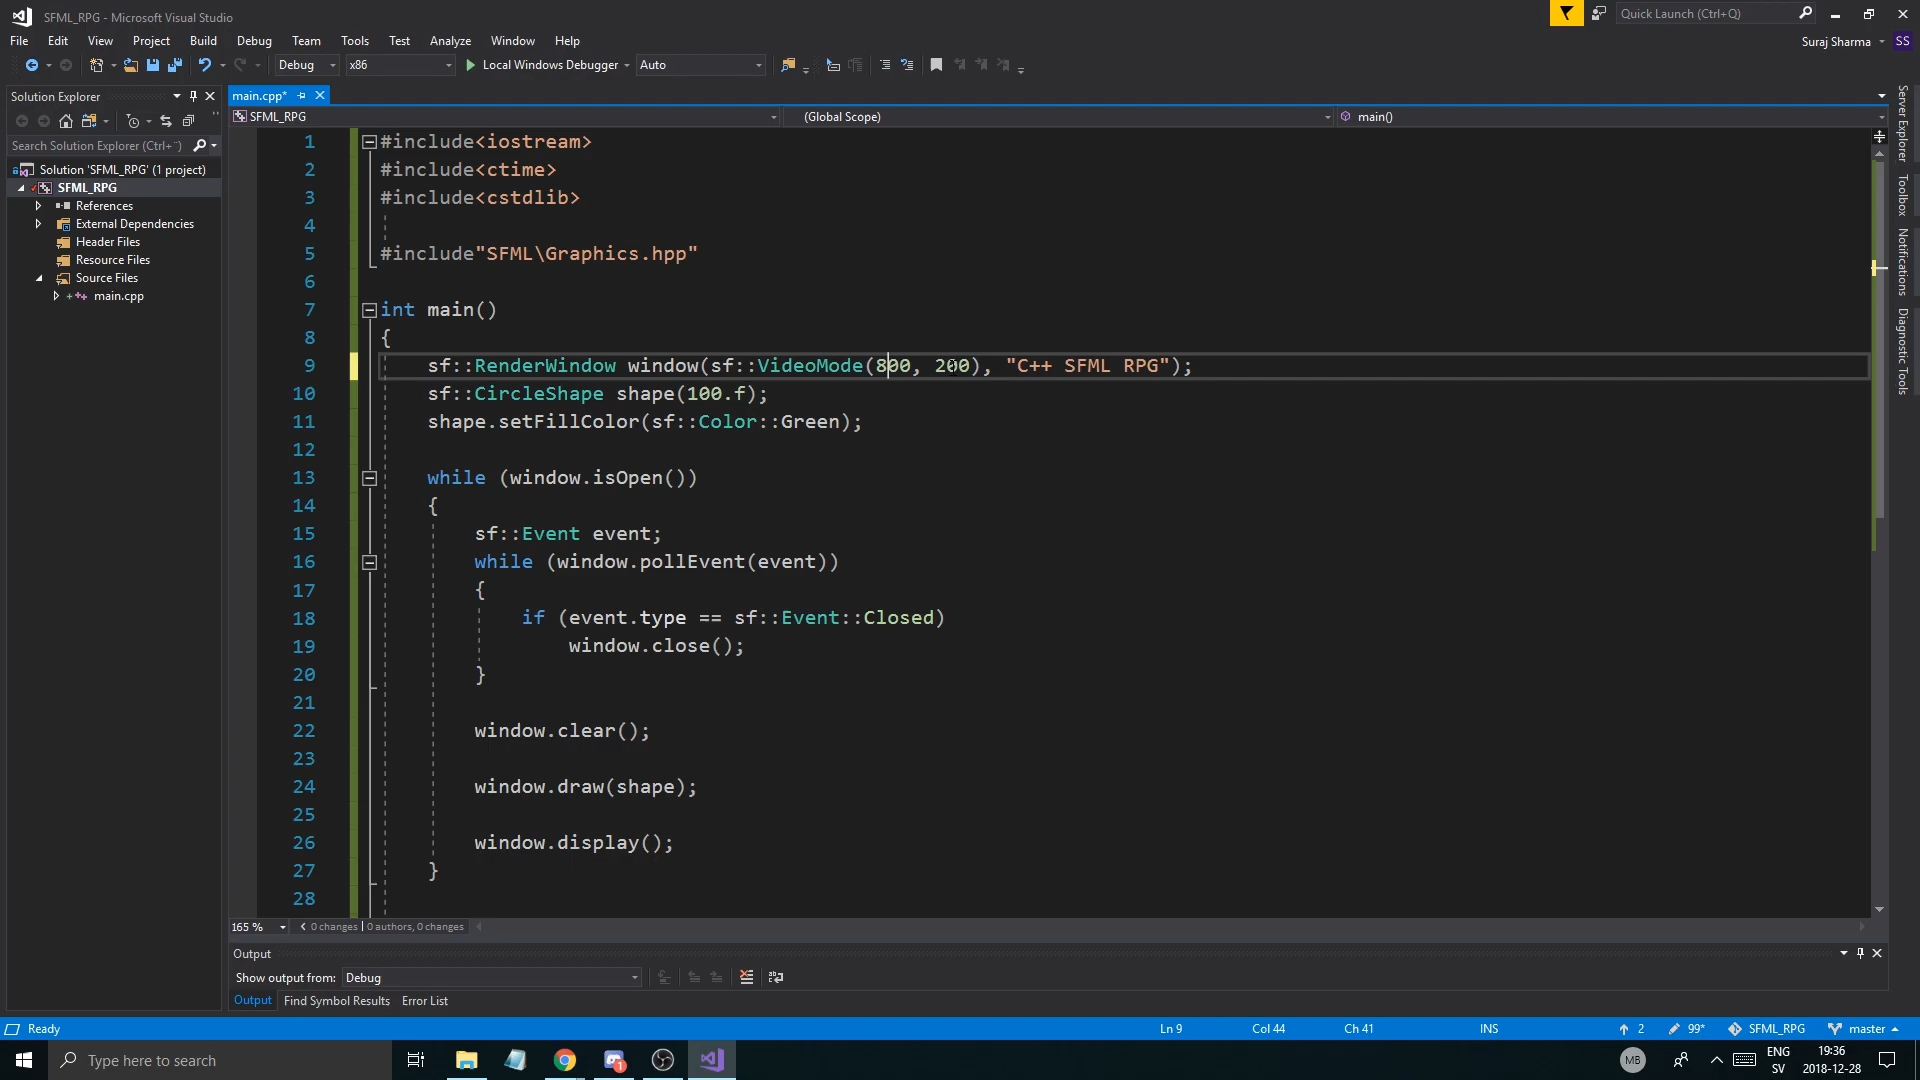 SFML_RPG - Microsoft Visual Studio
Quick Launch (Ctrl+Q)
File Edit View Project Build Debug Team Tools Test Analyze Window Help
Suraj Sharma SS
Debug x86 Local Windows Debugger Auto
Solution Explorer
main.cpp*
SFML_RPG (Global Scope) main()
Search Solution Explorer (Ctrl+¨)
Solution 'SFML_RPG' (1 project)
SFML_RPG
References
External Dependencies
Header Files
Resource Files
Source Files
main.cpp
1 #include<iostream>
2 #include<ctime>
3 #include<cstdlib>
4
5 #include"SFML\Graphics.hpp"
6
7 int main()
8 {
9 sf::RenderWindow window(sf::VideoMode(800, 200), "C++ SFML RPG");
10 sf::CircleShape shape(100.f);
11 shape.setFillColor(sf::Color::Green);
12
13 while (window.isOpen())
14 {
15 sf::Event event;
16 while (window.pollEvent(event))
17 {
18 if (event.type == sf::Event::Closed)
19 window.close();
20 }
21
22 window.clear();
23
24 window.draw(shape);
25
26 window.display();
27 }
28
Server Explorer
Toolbox
Notifications
Diagnostic Tools
165 % 0 changes | 0 authors, 0 changes
Output
Show output from: Debug
Output Find Symbol Results Error List
Ready Ln 9 Col 44 Ch 41 INS 2 99* SFML_RPG master
Type here to search
1
MB
ENG
SV
19:36
2018-12-28